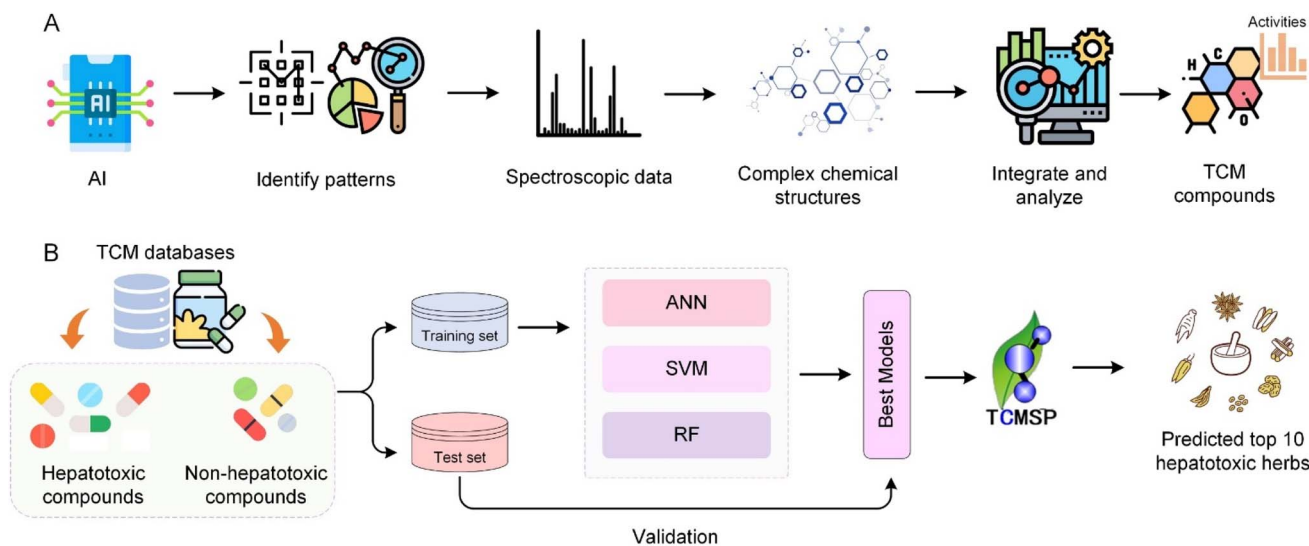 A
AI
AI
Identify patterns
Spectroscopic data
Complex chemical
structures
Integrate and
analyze
Activities
H
C
O
TCM
compounds
B
TCM databases
Hepatotoxic
compounds
Non-hepatotoxic
compounds
Training set
Test set
ANN
SVM
RF
Best Models
Validation
TCMSP
Predicted top 10
hepatotoxic herbs